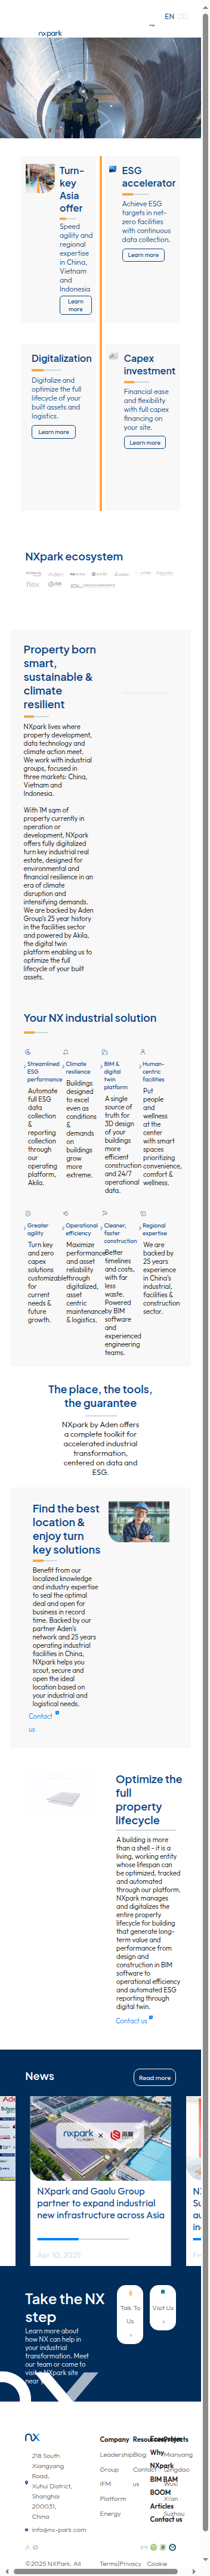 EN
nxpark
Turn-
key
Asia
offer
Speed
agility and
regional
expertise
in China,
Vietnam
and
Indonesia
Learn
more
ESG
accelerator
Achieve ESG
targets in net-
zero facilities
with continuous
data collection.
Learn more
Digitalization
Digitalize and
optimize the full
lifecycle of your
built assets and
logistics.
Learn more
Capex
investment
Financial ease
and flexibility
with full capex
financing on
your site.
Learn more
NXpark ecosystem
Aden
flex
Property born
smart,
sustainable &
climate
resilient
NXpark lives where
property development,
data technology and
climate action meet.
We work with industrial
groups, focused in
three markets: China,
Vietnam and
Indonesia.
With 1M sqm of
property currently in
operation or
development, NXpark
offers fully digitalized
turn key industrial real
estate, designed for
environmental and
financial resilience in an
era of climate
disruption and
intensifying demands.
We are backed by Aden
Group's 25 year history
in the facilities sector
and powered by Akila,
the digital twin
platform enabling us to
optimize the full
lifecycle of your built
assets.
Your NX industrial solution
Streamlined
ESG
performance
Automate
full ESG
data
collection
&
reporting
collection
through
our
operating
platform,
Akila.
Climate
resilience
Buildings
designed
to excel
even as
conditions
&
demands
on
buildings
grow
more
extreme.
BIM &
digital
twin
platform
A single
source of
truth for
3D design
of your
buildings
more
efficient
construction
and 24/7
operational
data.
Human-
centric
facilities
Put
people
and
wellness
at the
center
with smart
spaces
prioritizing
convenience,
comfort &
wellness.
Greater
agility
Turn key
and zero
capex
solutions
customizable
for
current
needs &
future
growth.
Operational
efficiency
Maximize
performance
and asset
reliability
through
digitalized,
asset
centric
maintenance
& logistics.
Cleaner,
faster
construction
Better
timelines
and costs,
with far
less
waste.
Powered
by BIM
software
and
experienced
engineering
teams.
Regional
expertise
We are
backed by
25 years
experience
in China's
industrial,
facilities &
construction
sector.
The place, the tools,
the guarantee
NXpark by Aden offers
a complete toolkit for
accelerated industrial
transformation,
centered on data and
ESG.
Find the best
location &
enjoy turn
key solutions
Benefit from our
localized knowledge
and industry expertise
to seal the optimal
deal and open for
business in record
time. Backed by our
partner Aden's
network and 25 years
operating industrial
facilities in China,
NXpark helps you
scout, secure and
open the ideal
location based on
your industrial and
logistical needs.
Contact
us
Optimize the
full
property
lifecycle
A building is more
than a shell - it is a
living, working entity
whose lifespan can
be optimized, tracked
and automated
through our platform.
NXpark manages
and digitalizes the
entire property
lifecycle for building
that generate long-
term value and
performance from
design and
construction in BIM
software to
operational efficiency
and automated ESG
reporting through
digital twin.
Contact us
News
Read more
nxpark
NXpark and Gaolu Group
partner to expand industrial
new infrastructure across Asia
Apr 10, 2025
Take the NX
step
Learn more about
how NX can help in
your industrial
transformation. Meet
our team or come to
visit a NXpark site
near you.
Talk To
Us
Visit Us
nx
218 South
Xiangyang
Road,
Xuhui District,
Shanghai
200031,
China
info@nx-park.com
Company
Leadership
Group
IFM
Platform
Energy
Resources
Blog
Contact
us
Projects
Mianyang
Qingdao
Xi'an
Wuxi
Suzhou
Ecosystem
Why
NXpark
BIM BAM
BOOM
Articles
Contact us
©2025 NXPark. All
Terms|Privacy
Cookie